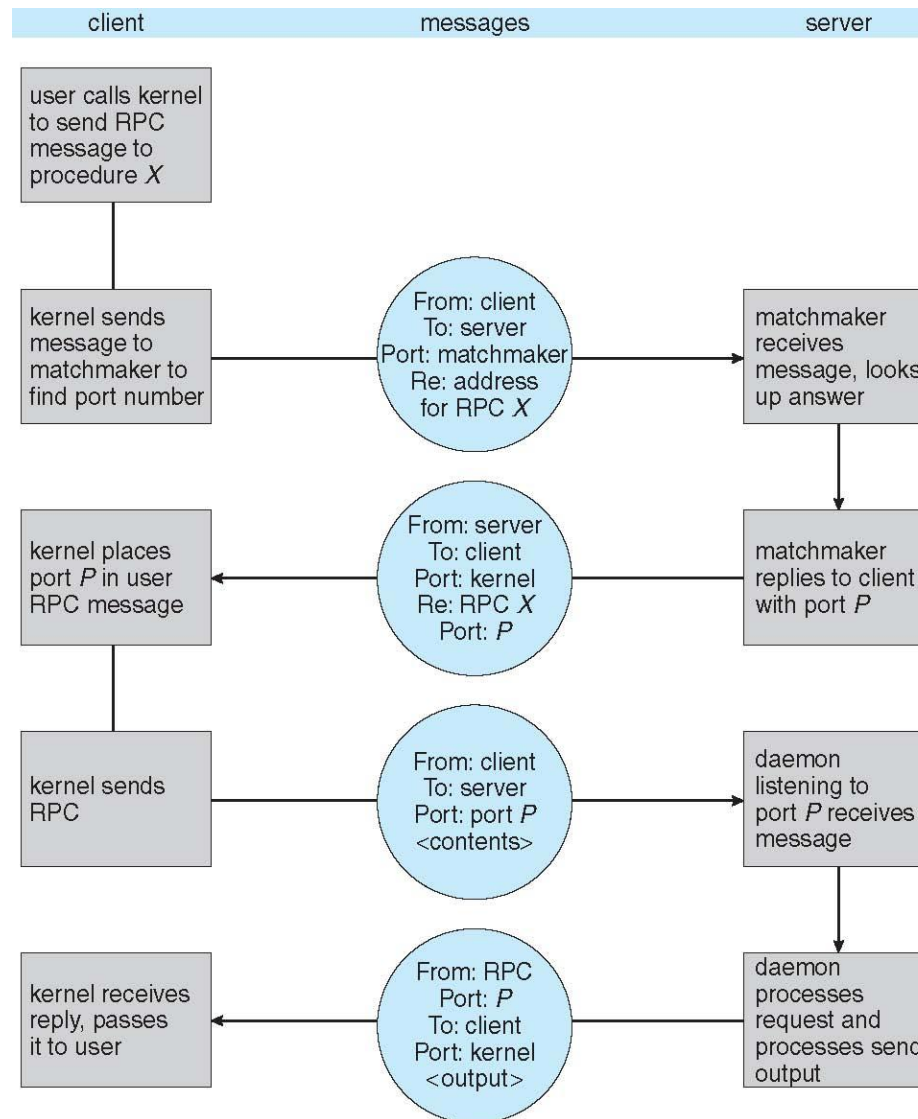 client
messages
server
user calls kernel
to send RPC
message to
procedure X
kernel sends
message to
matchmaker to
find port number
From: client
To: server
Port: matchmaker
Re: address
for RPC X
matchmaker
receives
message, looks
up answer
kernel places
port P in user
RPC message
From: server
To: client
Port: kernel
Re: RPC X
Port: P
matchmaker
replies to client
with port P
kernel sends
RPC
From: client
To: server
Port: port P
<contents>
daemon
listening to
port P receives
message
kernel receives
reply, passes
it to user
From: RPC
Port: P
To: client
Port: kernel
<output>
daemon
processes
request and
processes send
output